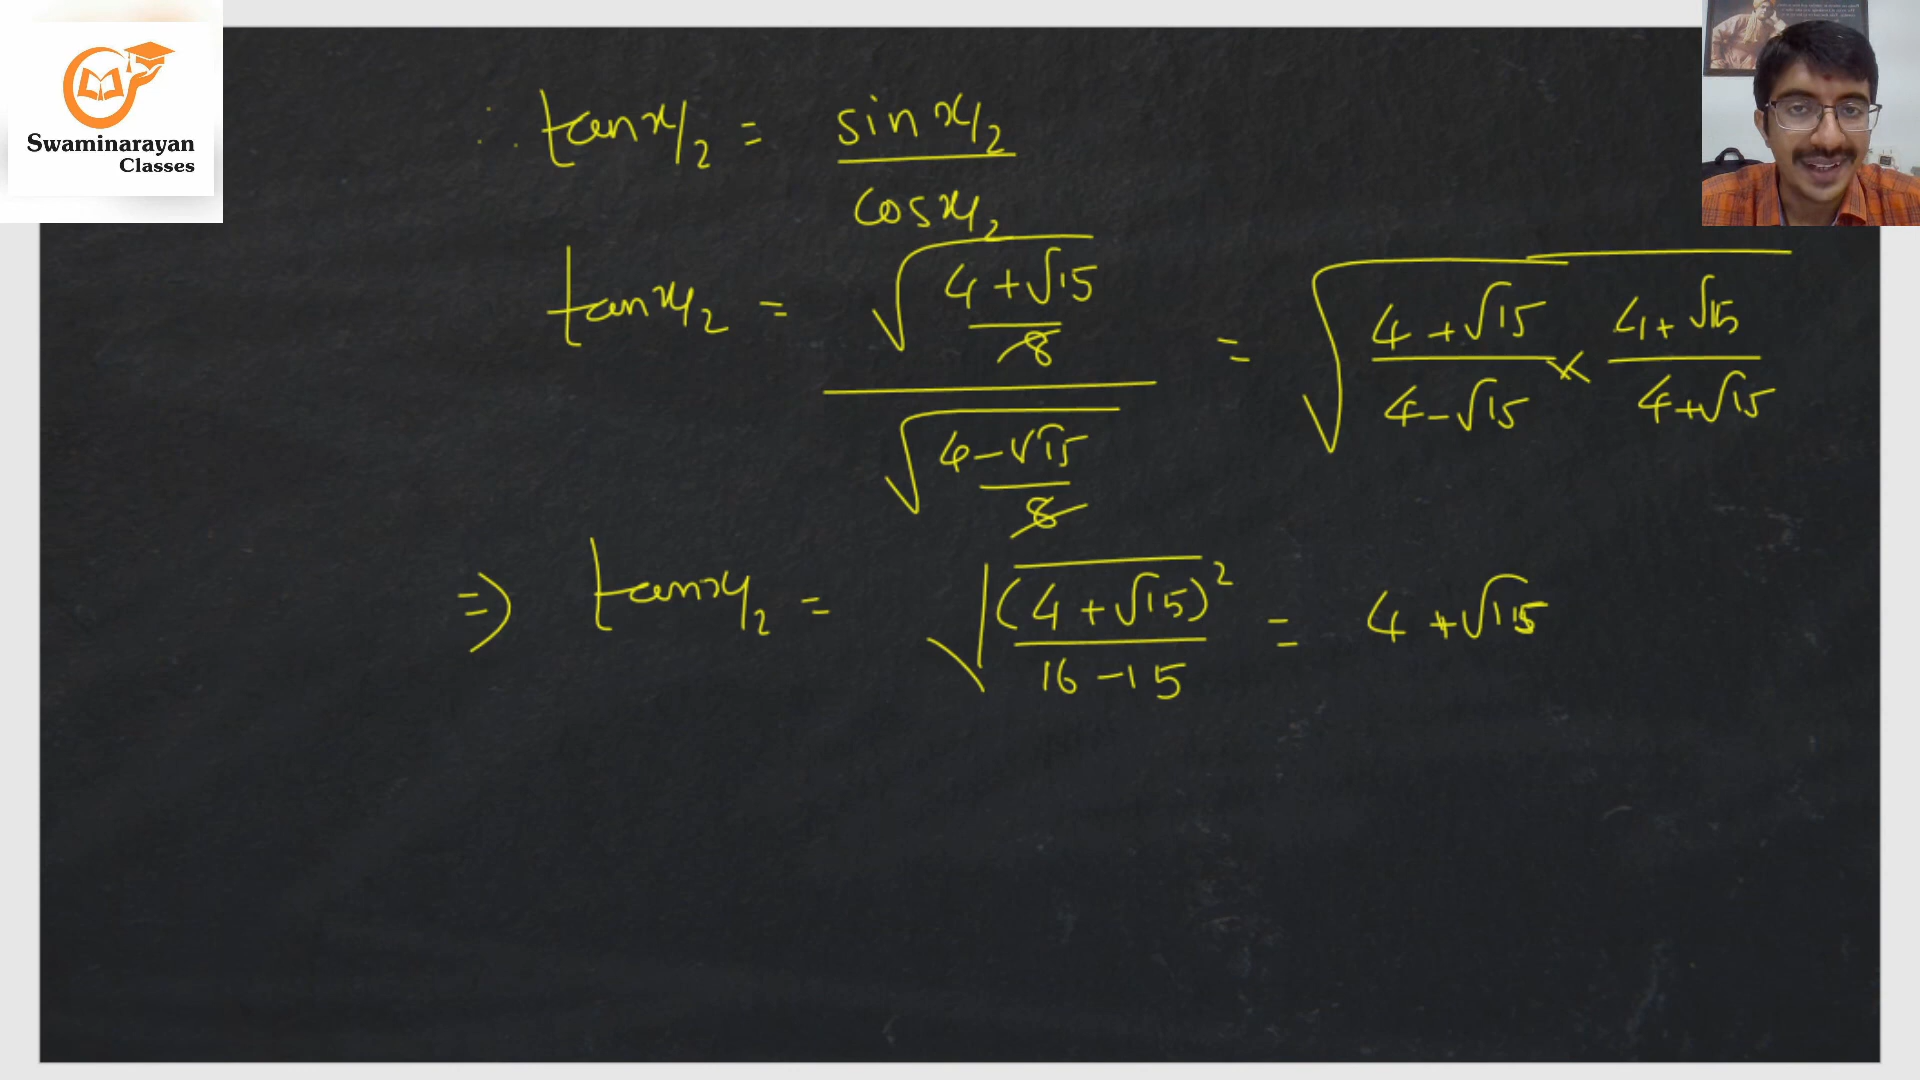 Swaminarayan
Classes
∴ tan x/2 = sin x/2 / cos x/2
tan x/2 = √((4+√15)/8) / √((4-√15)/8) = √((4+√15)/(4-√15) × (4+√15)/(4+√15))
⇒ tan x/2 = √((4+√15)²/(16-15)) = 4+√15